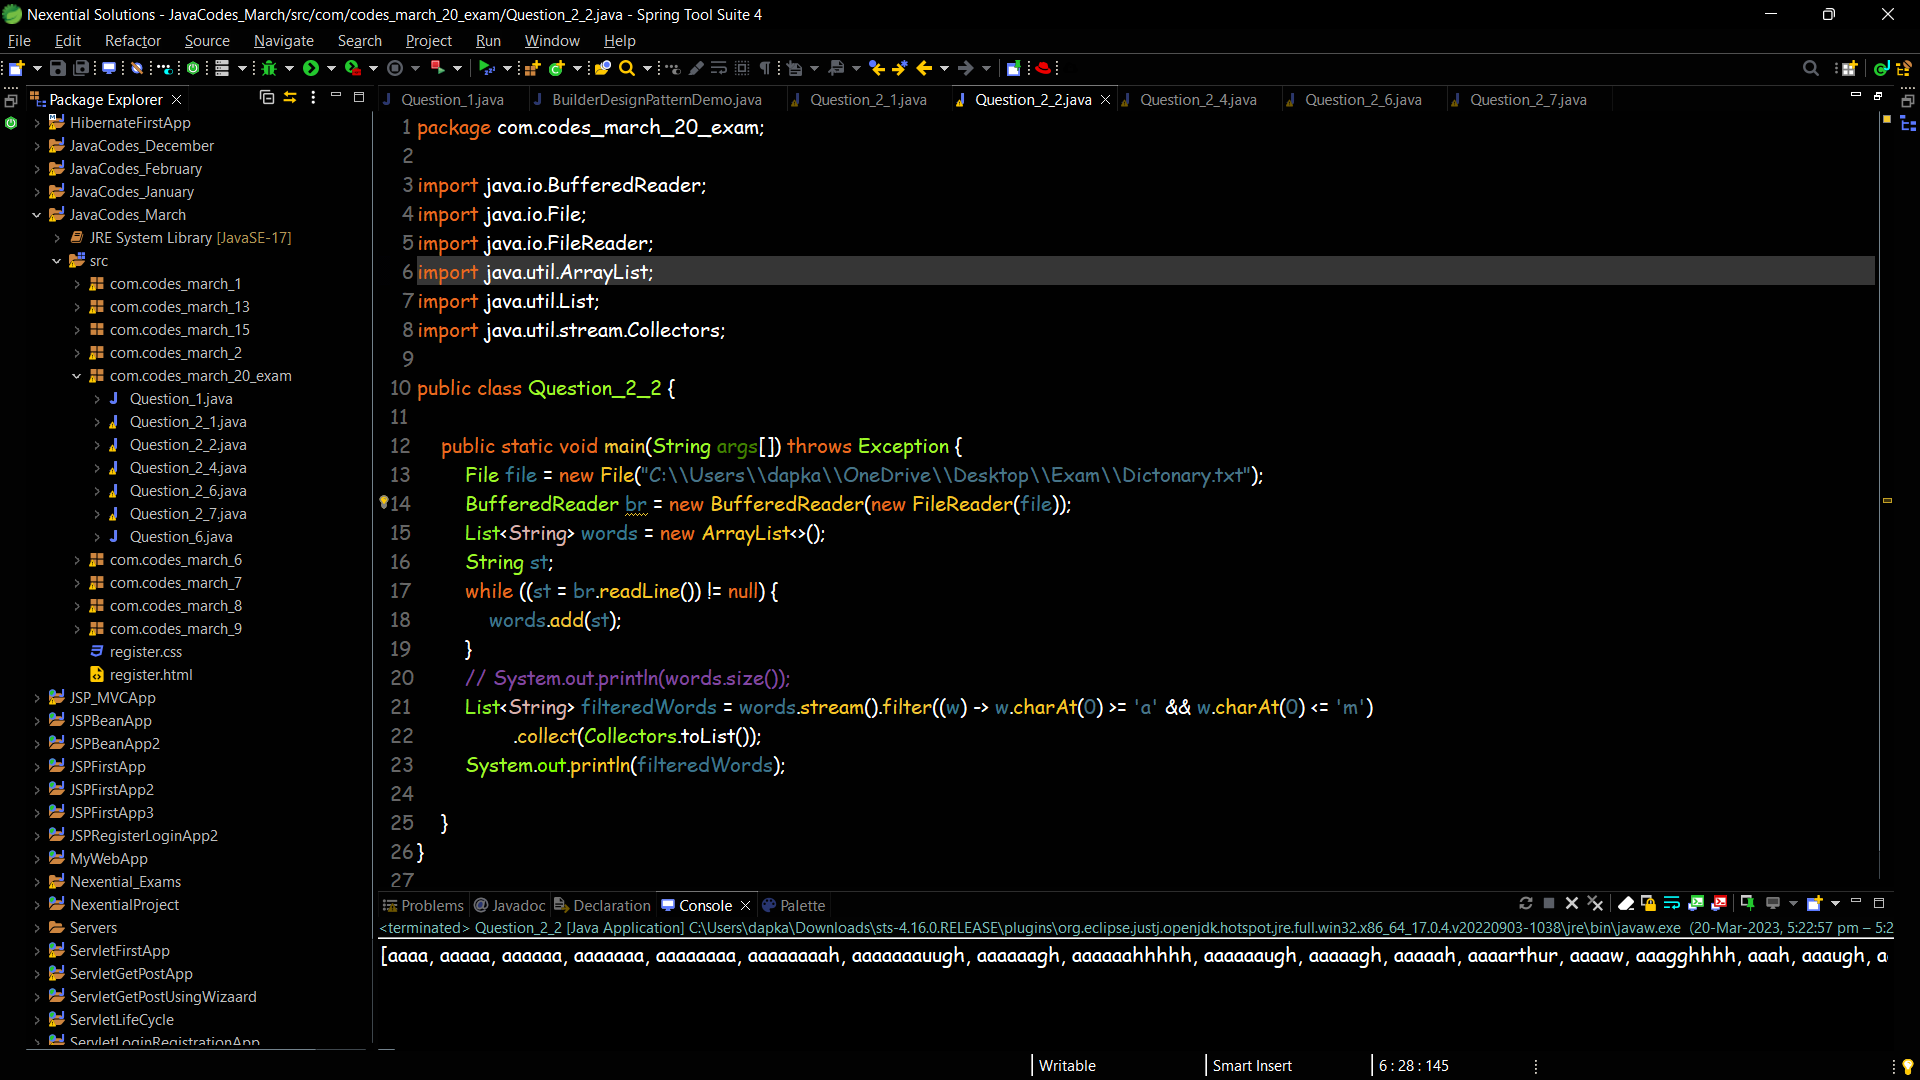 Nexential Solutions - JavaCodes_March/src/com/codes_march_20_exam/Question_2_2.java - Spring Tool Suite 4
File Edit Refactor Source Navigate Search Project Run Window Help
Package Explorer
Question_1.java BuilderDesignPatternDemo.java Question_2_1.java Question_2_2.java Question_2_4.java Question_2_6.java Question_2_7.java
HibernateFirstApp
JavaCodes_December
JavaCodes_February
JavaCodes_January
JavaCodes_March
JRE System Library [JavaSE-17]
src
com.codes_march_1
com.codes_march_13
com.codes_march_15
com.codes_march_2
com.codes_march_20_exam
Question_1.java
Question_2_1.java
Question_2_2.java
Question_2_4.java
Question_2_6.java
Question_2_7.java
Question_6.java
com.codes_march_6
com.codes_march_7
com.codes_march_8
com.codes_march_9
register.css
register.html
JSP_MVCApp
JSPBeanApp
JSPBeanApp2
JSPFirstApp
JSPFirstApp2
JSPFirstApp3
JSPRegisterLoginApp2
MyWebApp
Nexential_Exams
NexentialProject
Servers
ServletFirstApp
ServletGetPostApp
ServletGetPostUsingWizaard
ServletLifeCycle
ServletLoginRegistrationApp
1 package com.codes_march_20_exam;
2
3 import java.io.BufferedReader;
4 import java.io.File;
5 import java.io.FileReader;
6 import java.util.ArrayList;
7 import java.util.List;
8 import java.util.stream.Collectors;
9
10 public class Question_2_2 {
11
12 public static void main(String args[]) throws Exception {
13 File file = new File("C:\\Users\\dapka\\OneDrive\\Desktop\\Exam\\Dictonary.txt");
14 BufferedReader br = new BufferedReader(new FileReader(file));
15 List<String> words = new ArrayList<>();
16 String st;
17 while ((st = br.readLine()) != null) {
18 words.add(st);
19 }
20 // System.out.println(words.size());
21 List<String> filteredWords = words.stream().filter((w) -> w.charAt(0) >= 'a' && w.charAt(0) <= 'm')
22 .collect(Collectors.toList());
23 System.out.println(filteredWords);
24
25 }
26 }
27
Problems Javadoc Declaration Console Palette
<terminated> Question_2_2 [Java Application] C:\Users\dapka\Downloads\sts-4.16.0.RELEASE\plugins\org.eclipse.justj.openjdk.hotspot.jre.full.win32.x86_64_17.0.4.v20220903-1038\jre\bin\javaw.exe (20-Mar-2023, 5:22:57 pm – 5:2
[aaaa, aaaaa, aaaaaa, aaaaaaa, aaaaaaaa, aaaaaaaah, aaaaaaauugh, aaaaaagh, aaaaaahhhhh, aaaaaaugh, aaaaagh, aaaaah, aaaarthur, aaaaw, aaagghhhh, aaah, aaaugh, a
Writable Smart Insert 6 : 28 : 145